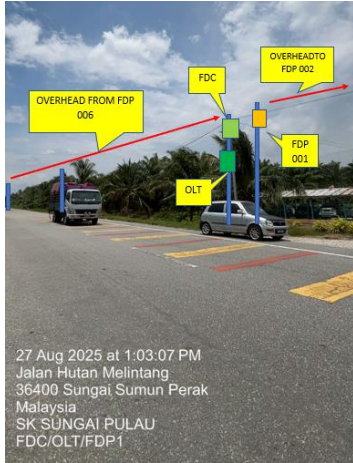 OVERHEADTO
FDP 002
FDC
OVERHEAD FROM FDP
006
FDP
001
OLT
27 Aug 2025 at 1:03:07 PM
Jalan Hutan Melintang
36400 Sungai Sumun Perak
Malaysia
SK SUNGAI PULAU
FDC/OLT/FDP1